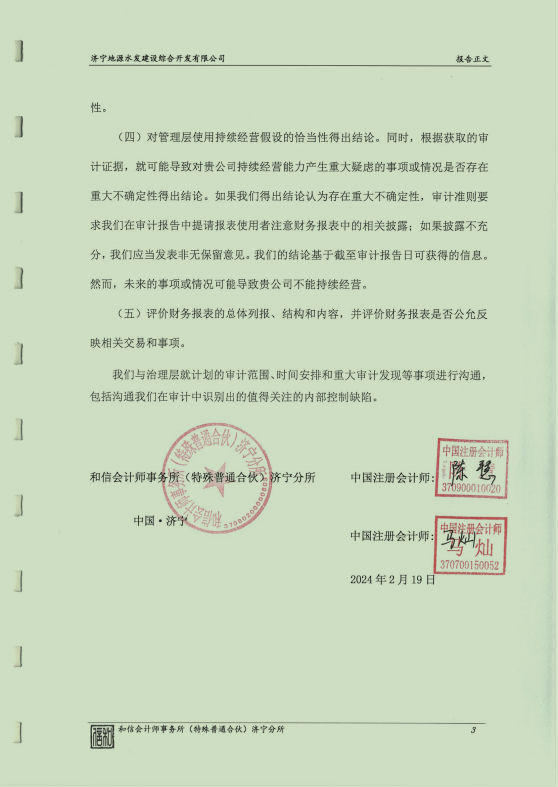 济宁地源水发建设综合开发有限公司 报告正文
性。
（四）对管理层使用持续经营假设的恰当性得出结论。同时，根据获取的审
计证据，就可能导致对贵公司持续经营能力产生重大疑虑的事项或情况是否存在
重大不确定性得出结论。如果我们得出结论认为存在重大不确定性，审计准则要
求我们在审计报告中提请报表使用者注意财务报表中的相关披露；如果披露不充
分，我们应当发表非无保留意见。我们的结论基于截至审计报告日可获得的信息。
然而，未来的事项或情况可能导致贵公司不能持续经营。
（五）评价财务报表的总体列报、结构和内容，并评价财务报表是否公允反
映相关交易和事项。
我们与治理层就计划的审计范围、时间安排和重大审计发现等事项进行沟通，
包括沟通我们在审计中识别出的值得关注的内部控制缺陷。
和信会计师事务所（特殊普通合伙）济宁分所
和信会计师事务所（特殊普通合伙）济宁分所
中国·济宁
中国注册会计师：
中国注册会计师
陈慧
370900010020
中国注册会计师：
中国注册会计师
马灿
马灿
370700150052
2024 年 2 月 19 日
和信
和信会计师事务所（特殊普通合伙）济宁分所 3